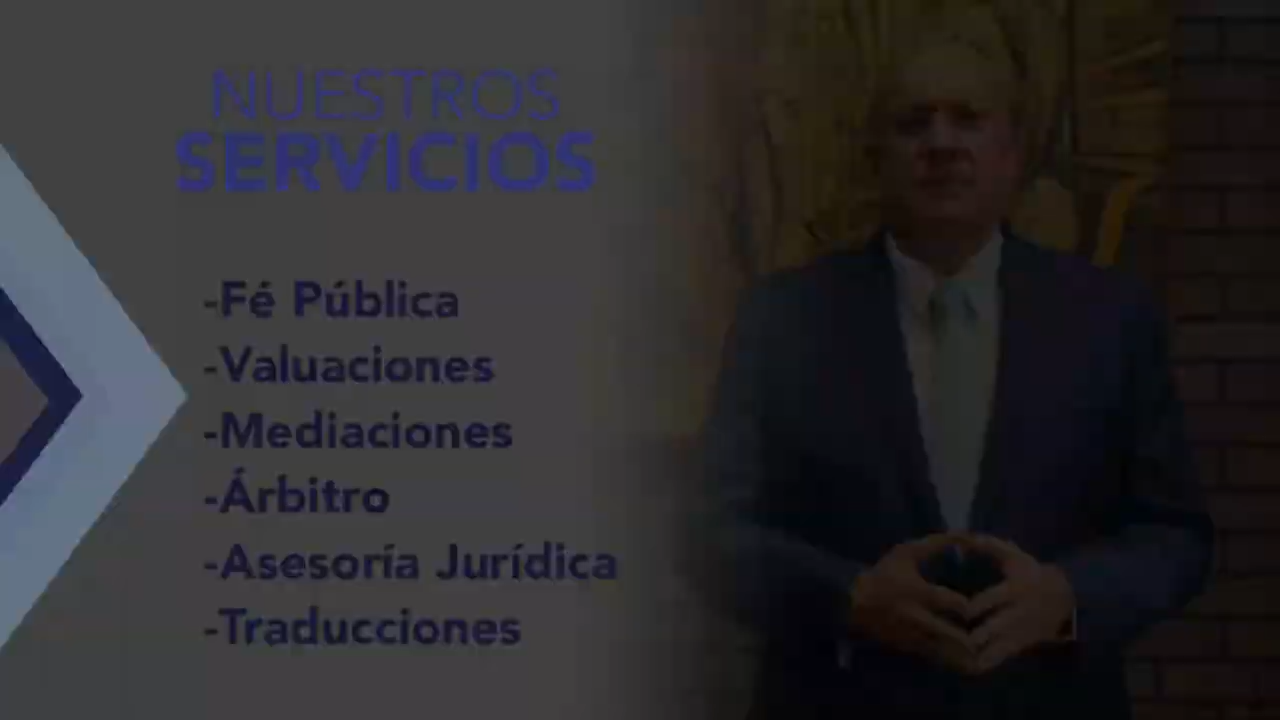 NUESTROS
SERVICIOS
-Fé Pública
-Valuaciones
-Mediaciones
-Árbitro
-Asesoría Jurídica
-Traducciones